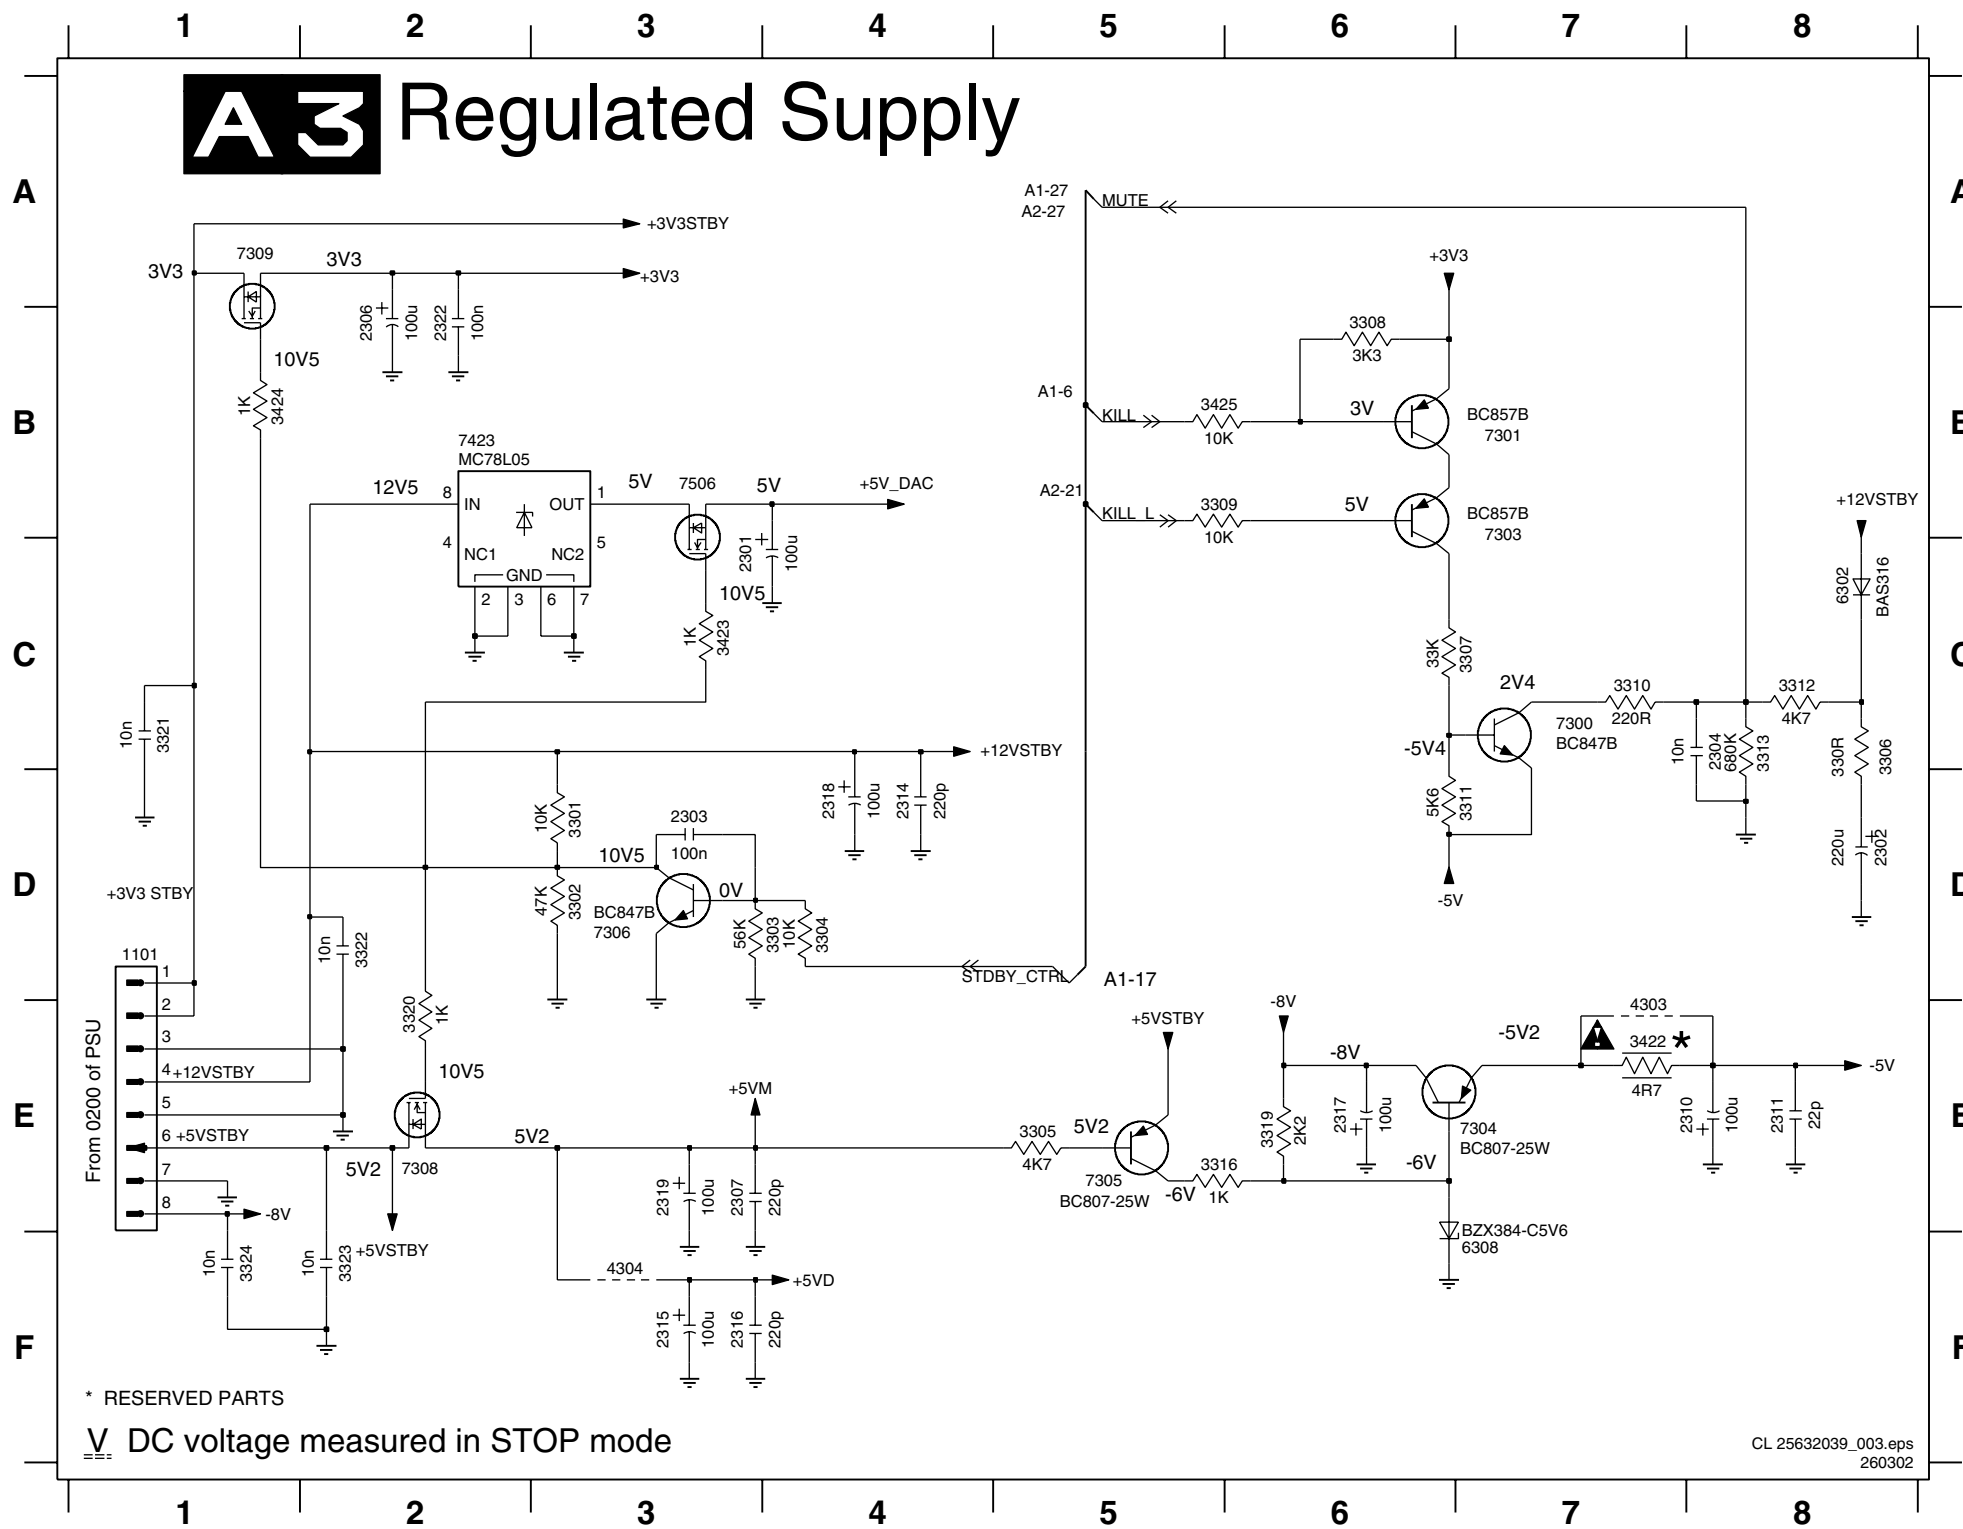 1 2 3 4 5 6 7 8
A3 Regulated Supply
A
A
A1-27
A2-27
MUTE
+3V3STBY
7309
3V3
3V3
+3V3
+3V3
2306
+
100u
2322
100n
10V5
1K
3424
3308
3K3
A1-6
KILL
3425
10K
3V
BC857B
7301
B
B
7423
MC78L05
12V5
8
IN
OUT
1
5V
7506
5V
+5V_DAC
A2-21
KILL_L
3309
10K
5V
BC857B
7303
+12VSTBY
4
NC1
NC2
5
GND
2
3
6
7
2301
+
100u
10V5
1K
3423
6302
BAS316
C
C
33K
3307
2V4
3310
220R
3312
4K7
7300
BC847B
-5V4
10n
2304
680K
3313
330R
3306
10n
3321
+12VSTBY
2318
+
100u
2314
220p
5K6
3311
10K
3301
2303
100n
10V5
220u
+
2302
D
D
+3V3 STBY
47K
3302
BC847B
7306
0V
56K
3303
10K
3304
-5V
10n
3322
1101
1
2
3
4
+12VSTBY
5
6
+5VSTBY
7
8
From 0200 of PSU
STDBY_CTRL
A1-17
3320
1K
10V5
+5VSTBY
-8V
-8V
-5V2
4303
3422
*
4R7
-5V
E
E
+5VM
5V2
7308
5V2
3305
4K7
5V2
7305
BC807-25W
-6V
3316
1K
3319
2K2
2317
+
100u
7304
BC807-25W
-6V
2310
+
100u
2311
22p
-8V
2319
+
100u
2307
220p
BZX384-C5V6
6308
10n
3324
10n
3323
+5VSTBY
4304
+5VD
2315
+
100u
2316
220p
F
F
* RESERVED PARTS
V DC voltage measured in STOP mode
CL 25632039_003.eps
260302
1 2 3 4 5 6 7 8